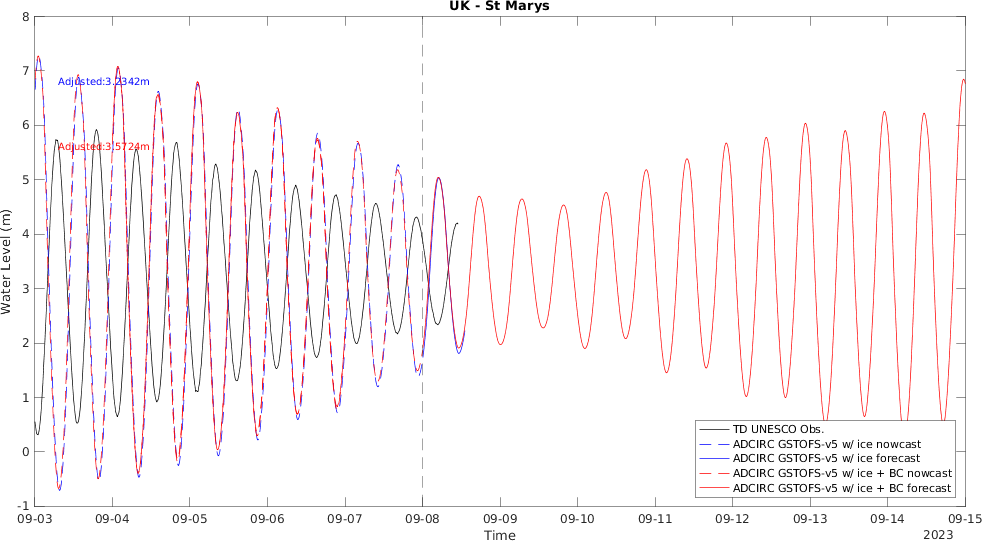 UK - St Marys
8
7
6
5
4
3
2
1
0
-1
Water Level (m)
Adjusted:3.2342m
Adjusted:3.5724m
TD UNESCO Obs.
ADCIRC GSTOFS-v5 w/ ice nowcast
ADCIRC GSTOFS-v5 w/ ice forecast
ADCIRC GSTOFS-v5 w/ ice + BC nowcast
ADCIRC GSTOFS-v5 w/ ice + BC forecast
09-03 09-04 09-05 09-06 09-07 09-08 09-09 09-10 09-11 09-12 09-13 09-14 09-15
Time
2023